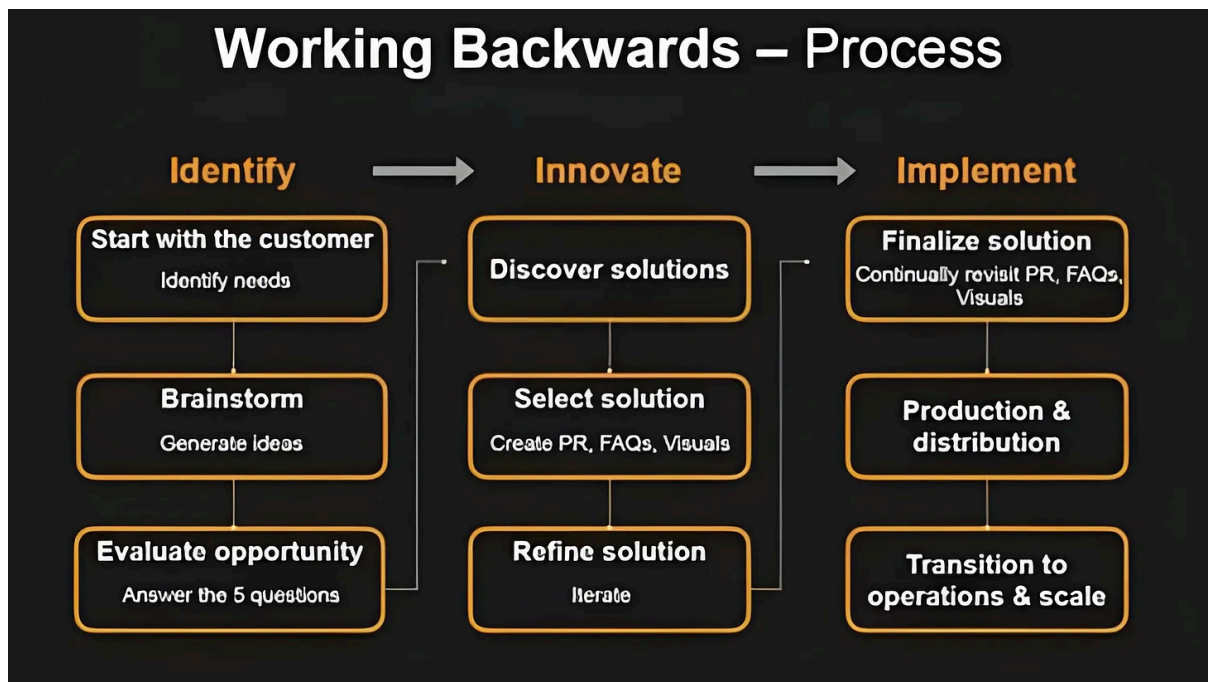 Working Backwards – Process
Identify
Innovate
Implement
Start with the customer
Identify needs
Brainstorm
Generate ideas
Evaluate opportunity
Answer the 5 questions
Discover solutions
Select solution
Create PR, FAQs, Visuals
Refine solution
Iterate
Finalize solution
Continually revisit PR, FAQs,
Visuals
Production &
distribution
Transition to
operations & scale